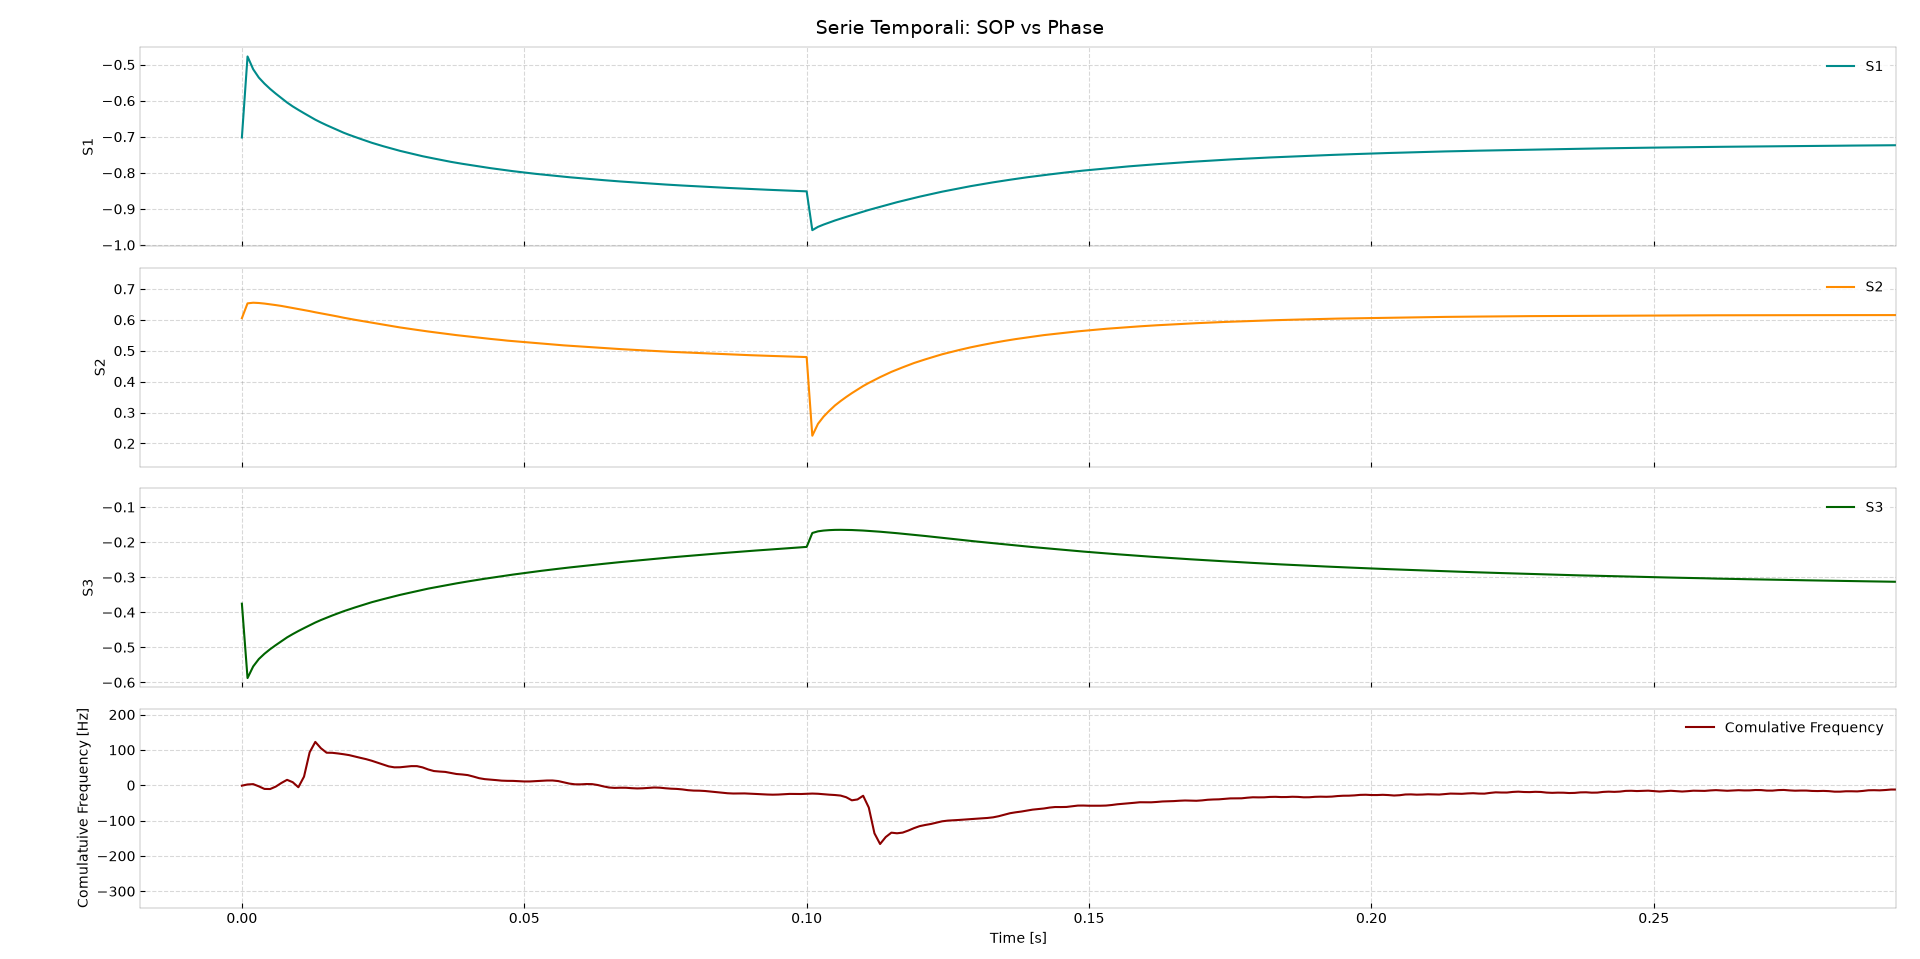 Serie Temporali: SOP vs Phase
S1
−0.5
−0.6
−0.7
−0.8
−0.9
−1.0
S1
S2
0.7
0.6
0.5
0.4
0.3
0.2
S2
S3
−0.1
−0.2
−0.3
−0.4
−0.5
−0.6
S3
Comulatuive Frequency [Hz]
200
100
0
−100
−200
−300
Comulative Frequency
0.00 0.05 0.10 0.15 0.20 0.25
Time [s]